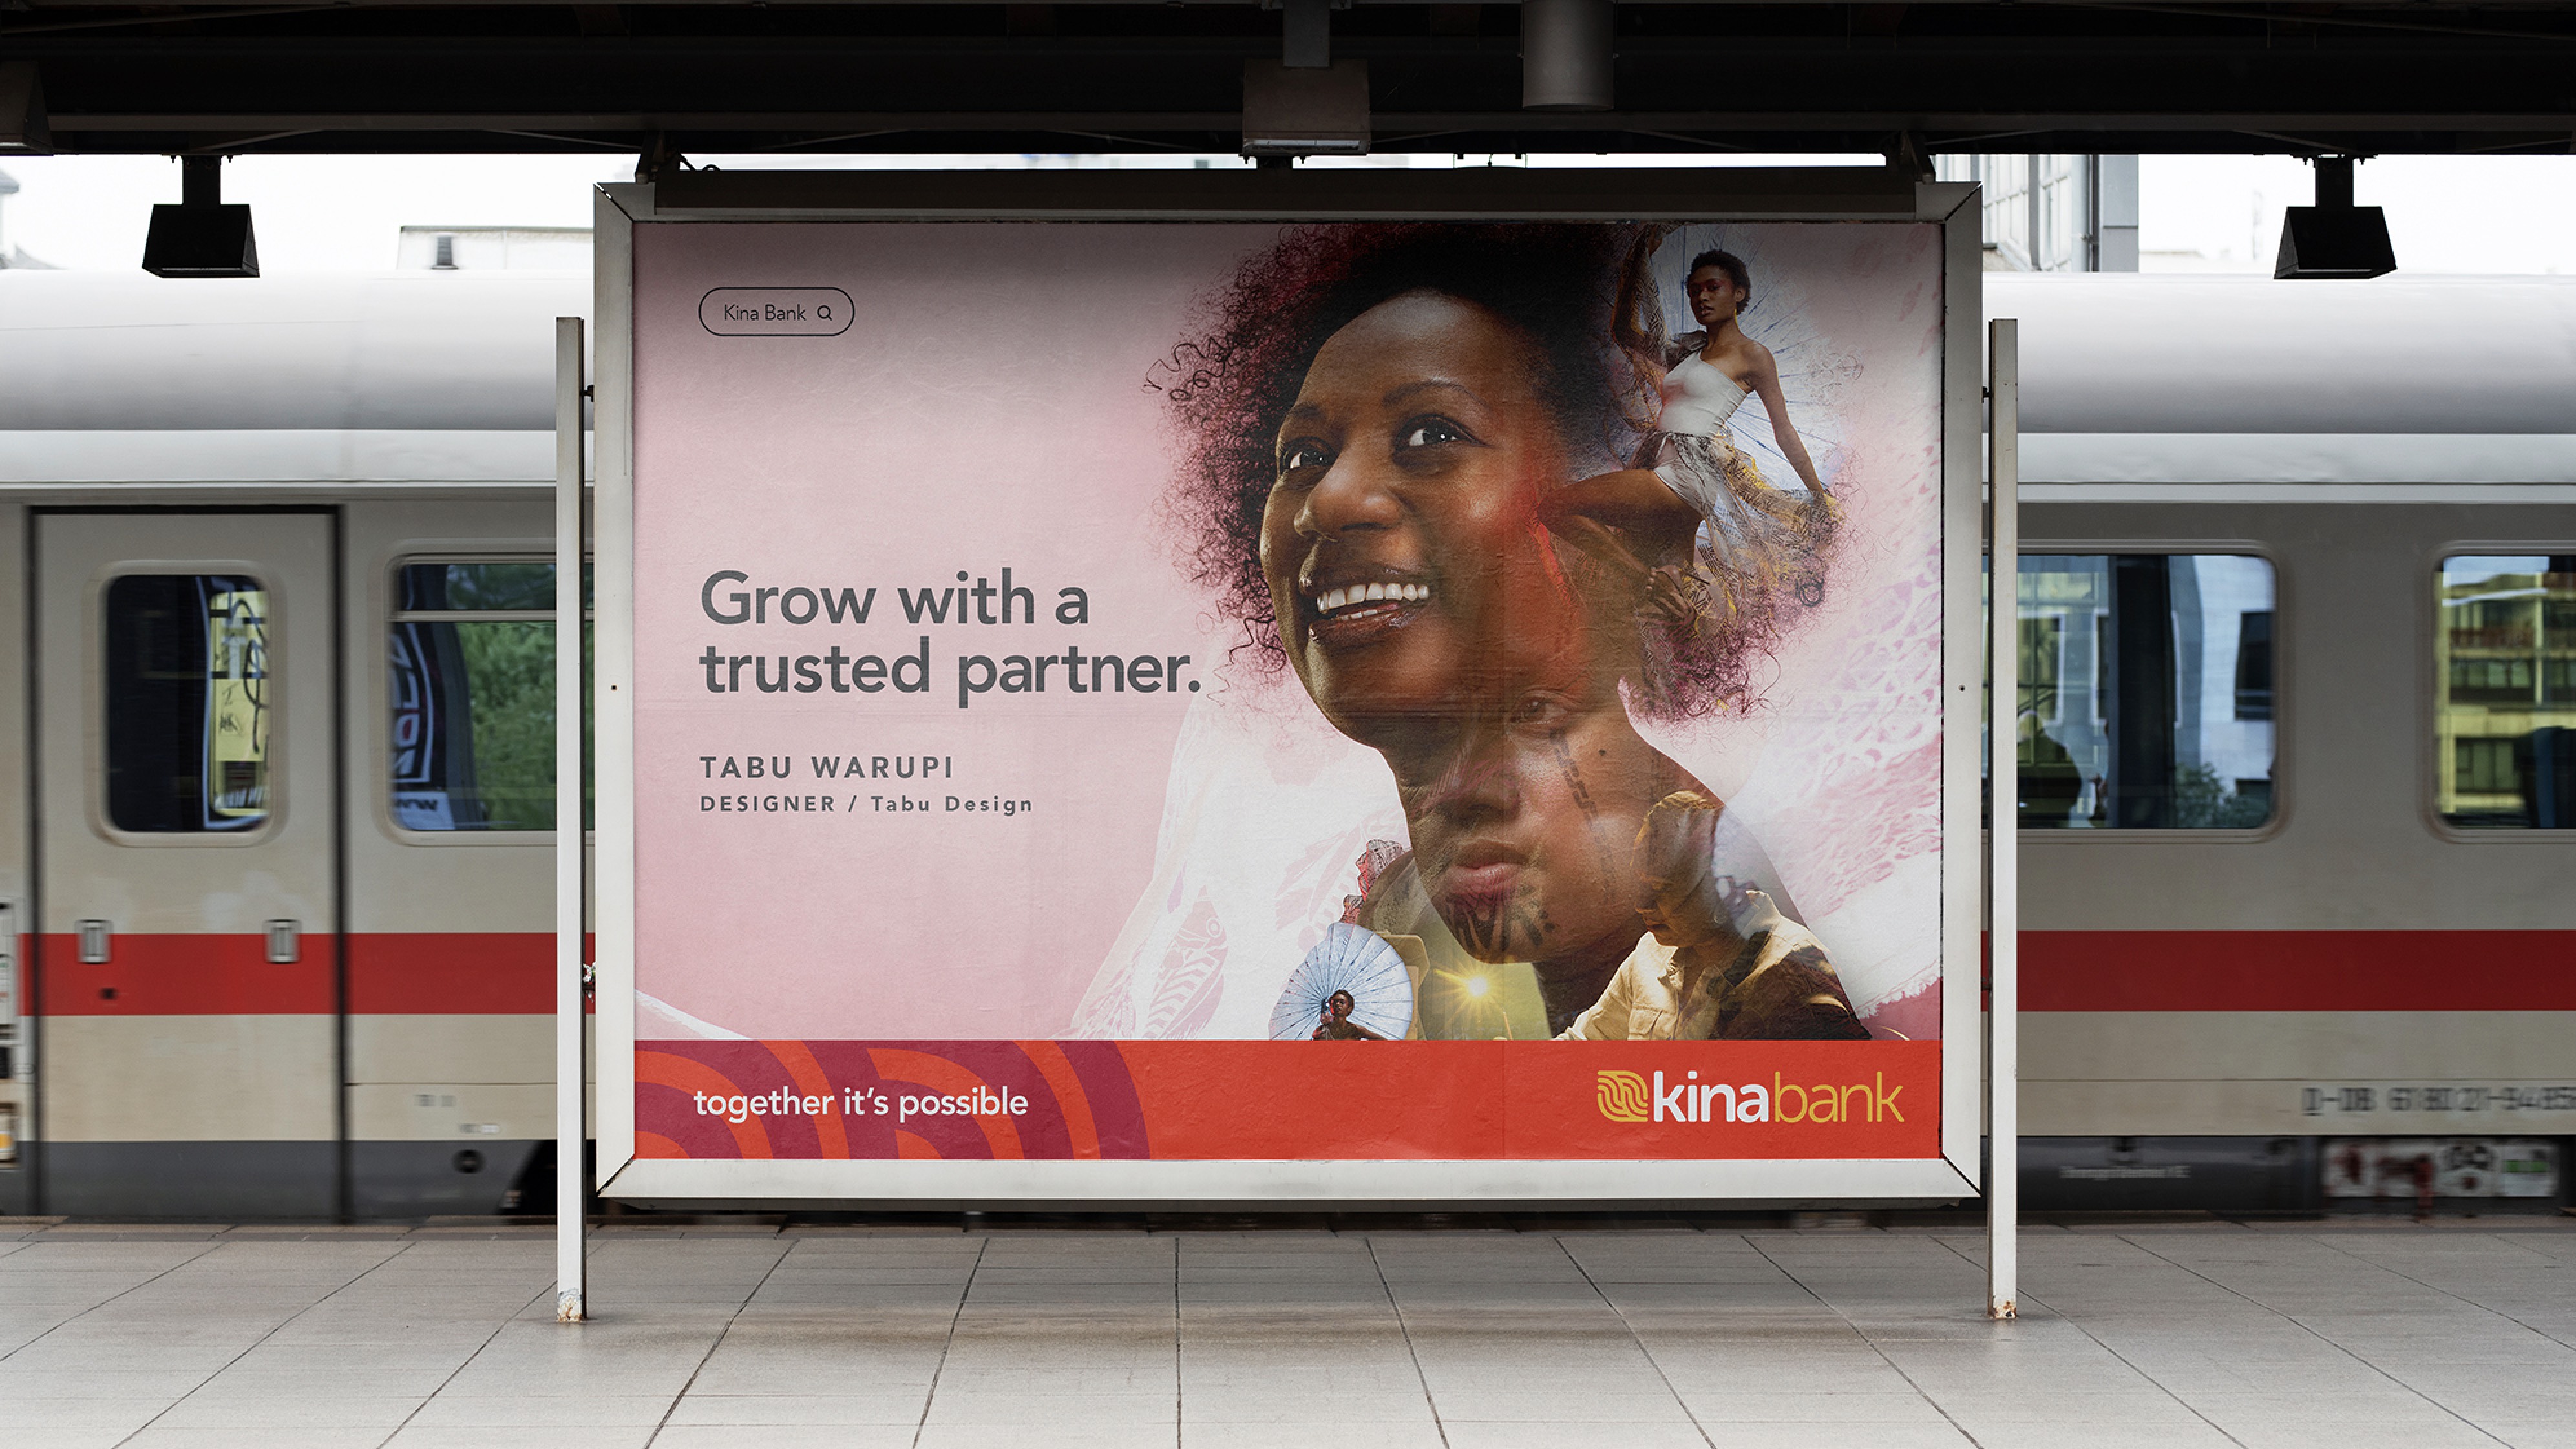 Kina Bank
Grow with a
trusted partner.
TABU WARUPI
DESIGNER / Tabu Design
together it's possible
kinabank